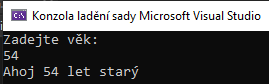 Konzola ladění sady Microsoft Visual Studio
Zadejte věk:
54
Ahoj 54 let starý